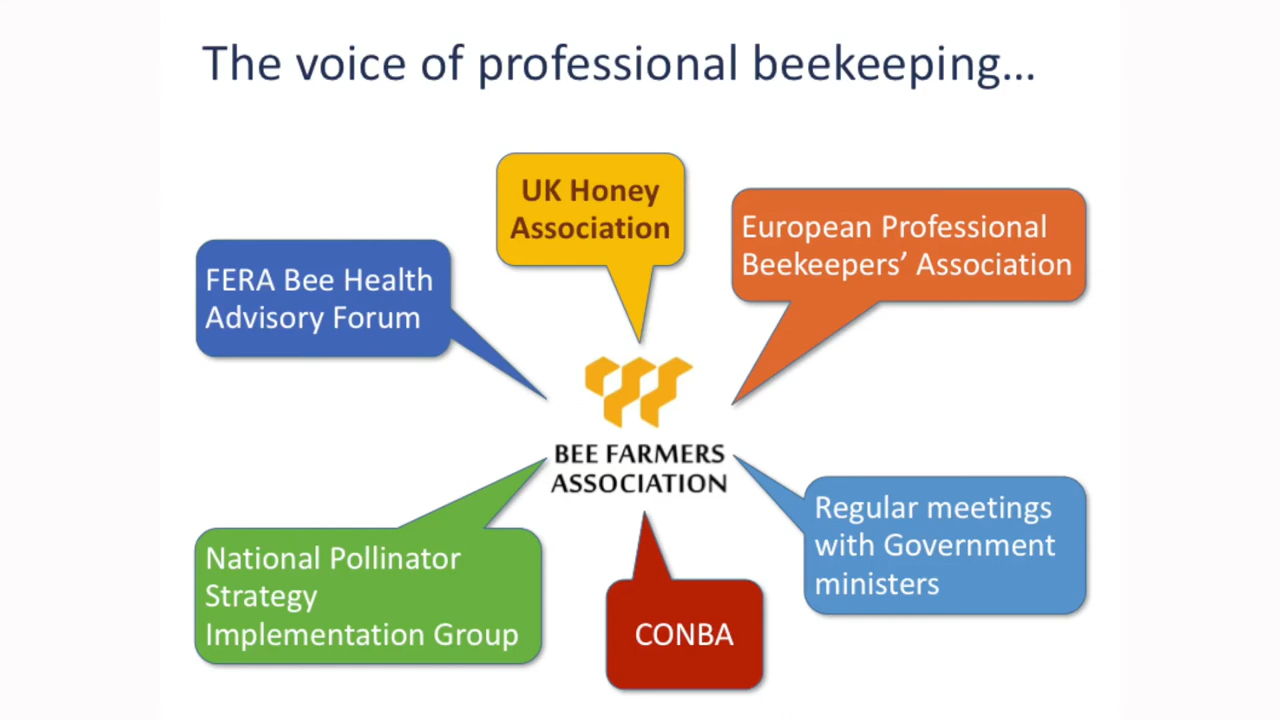 The voice of professional beekeeping...
UK Honey
Association
European Professional
Beekeepers’ Association
FERA Bee Health
Advisory Forum
BEE FARMERS
ASSOCIATION
Regular meetings
with Government
ministers
National Pollinator
Strategy
Implementation Group
CONBA